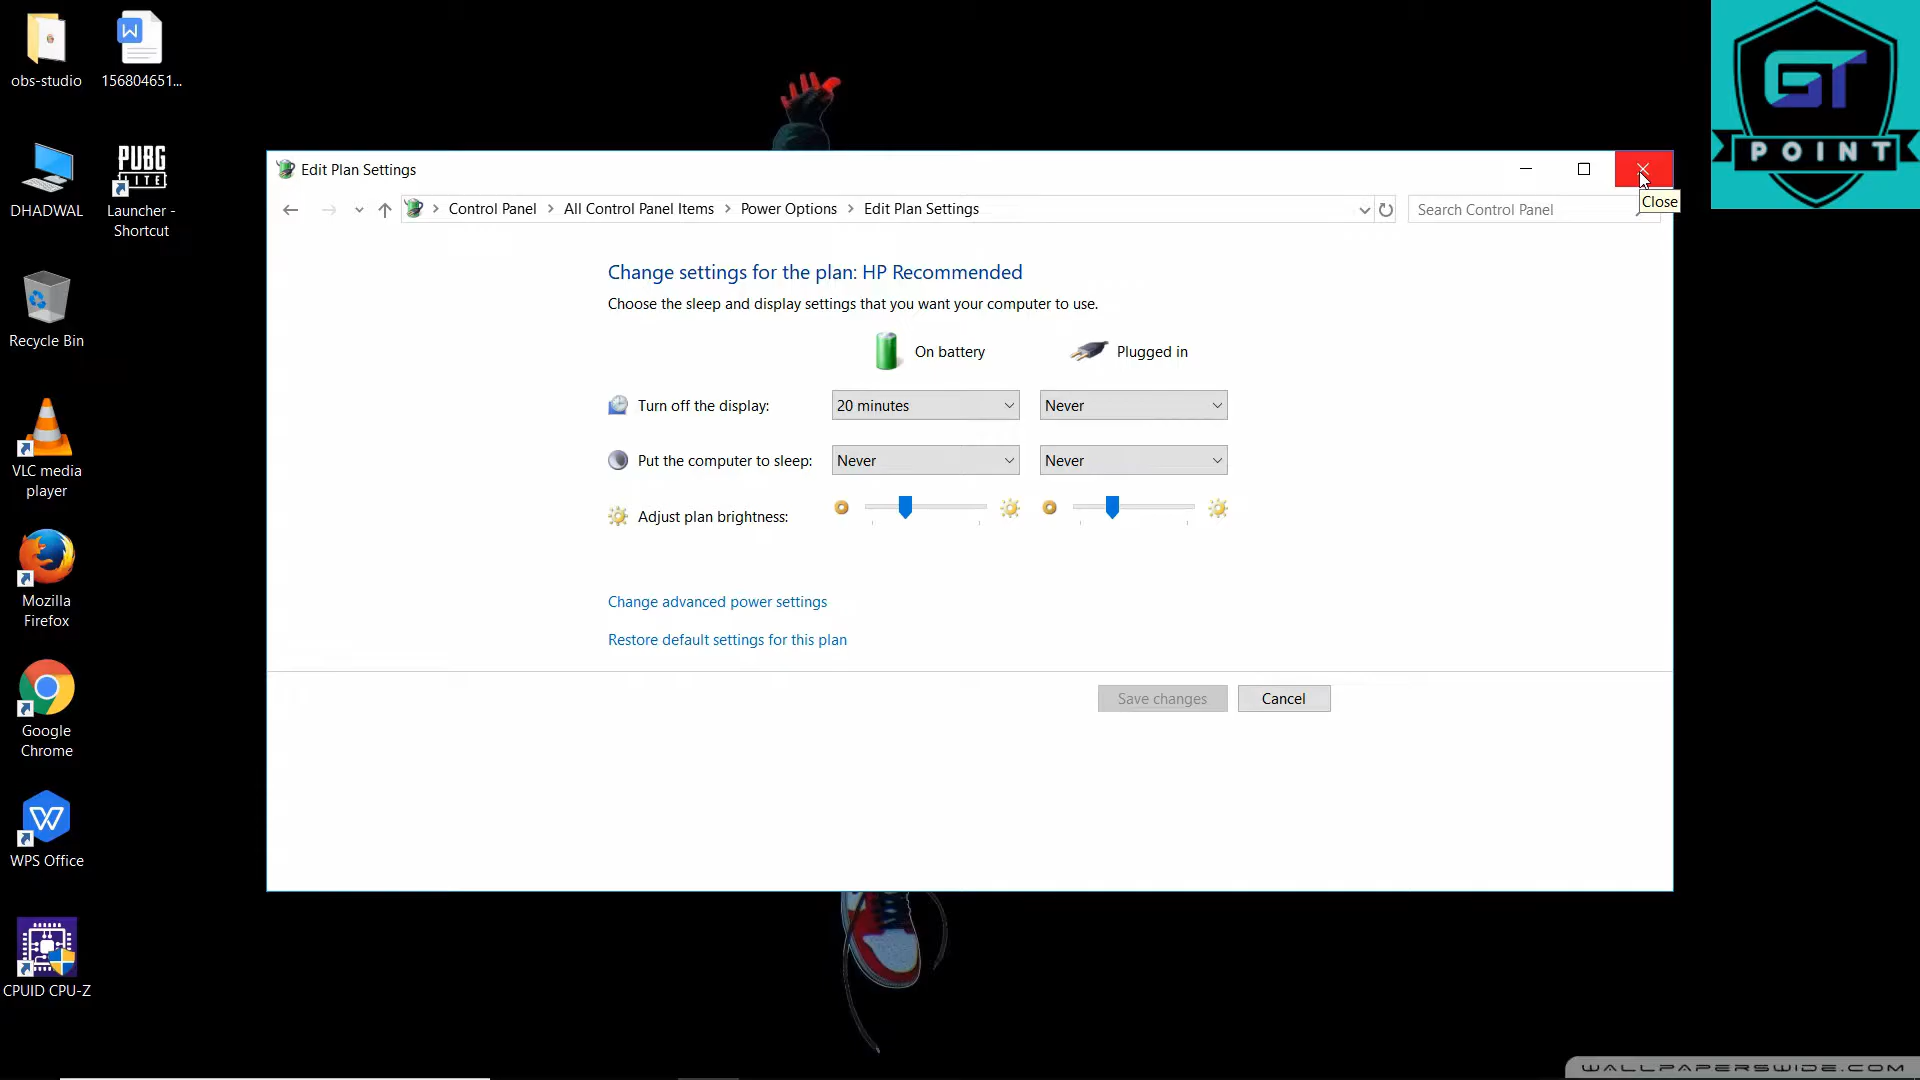 obs-studio
156804651...
DHADWAL
PUBG
LITE
Launcher -
Shortcut
Recycle Bin
VLC media
player
Mozilla
Firefox
Google
Chrome
WPS Office
CPUID CPU-Z
GT
POINT
Edit Plan Settings
Close
Control Panel > All Control Panel Items > Power Options > Edit Plan Settings
Search Control Panel
Change settings for the plan: HP Recommended
Choose the sleep and display settings that you want your computer to use.
On battery Plugged in
Turn off the display: 20 minutes Never
Put the computer to sleep: Never Never
Adjust plan brightness:
Change advanced power settings
Restore default settings for this plan
Save changes Cancel
WALLPAPERSWIDE.COM